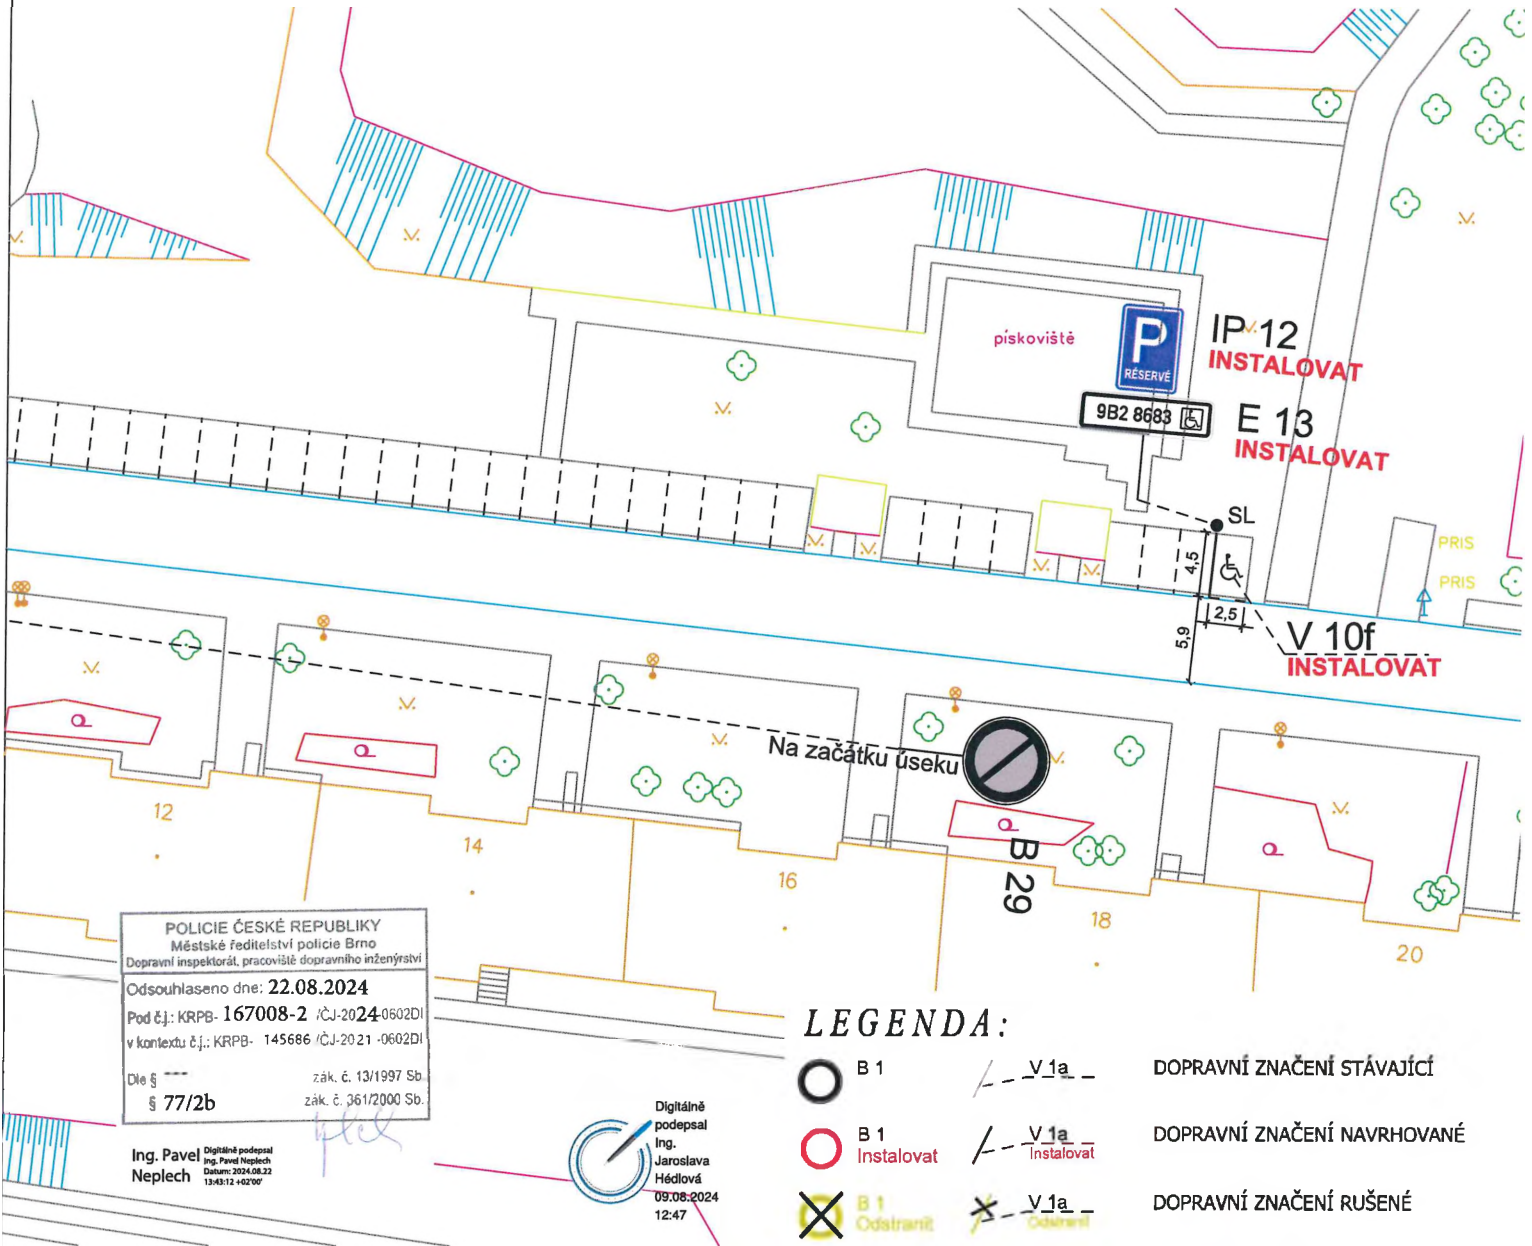 P
RÉSERVÉ
IP 12
INSTALOVAT
pískoviště
9B2 8683
E 13
INSTALOVAT
SL
4,5
2,5
5,9
PRIS
PRIS
V 10f
INSTALOVAT
Na začátku úseku
B 29
12
14
16
18
20
POLICIE ČESKÉ REPUBLIKY
Městské ředitelství policie Brno
Dopravní inspektorát, pracoviště dopravního inženýrství
Odsouhlaseno dne: 22.08.2024
Pod č.j.: KRPB- 167008-2 /ČJ-2024-0602DI
v kontextu č.j.: KRPB- 145686 /ČJ-2021 -0602DI
Dle § --- zák. č. 13/1997 Sb.
§ 77/2b zák. č. 361/2000 Sb.
Ing. Pavel
Neplech
Digitálně podepsal
Ing. Pavel Neplech
Datum: 2024.08.22
13:43:12 +02'00'
Digitálně
podepsal
Ing.
Jaroslava
Hédlová
09.08.2024
12:47
LEGENDA:
B 1 V 1a DOPRAVNÍ ZNAČENÍ STÁVAJÍCÍ
B 1 V 1a DOPRAVNÍ ZNAČENÍ NAVRHOVANÉ
Instalovat Instalovat
B 1 V 1a DOPRAVNÍ ZNAČENÍ RUŠENÉ
Odstranit Odstranit